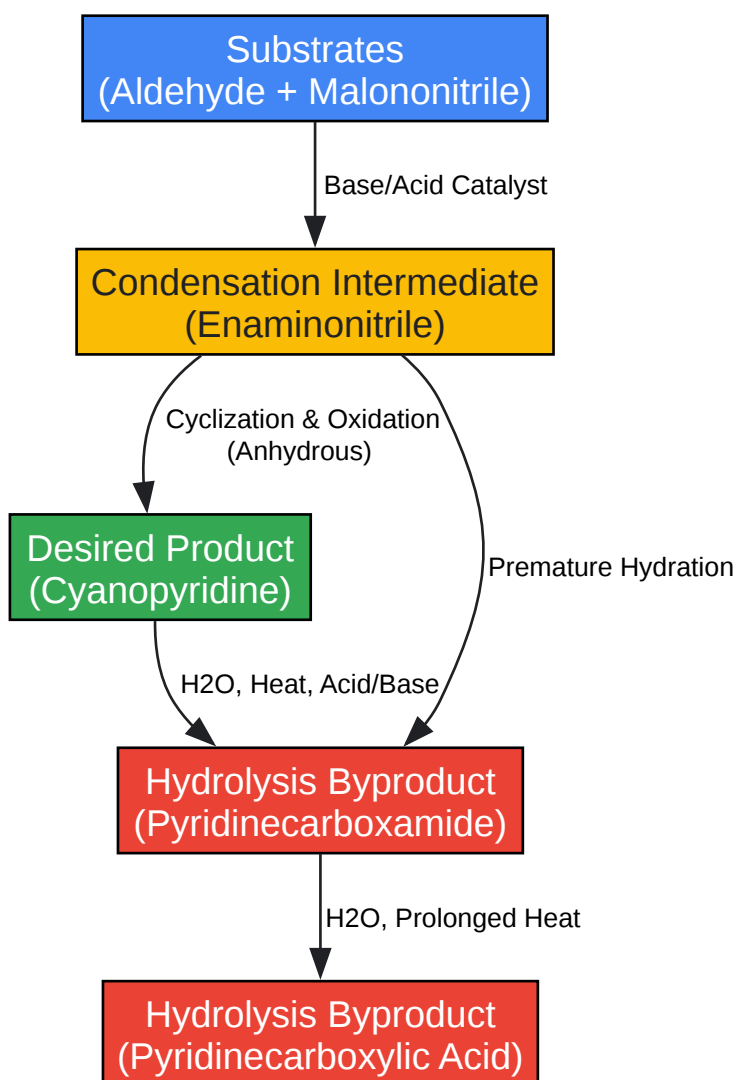 Substrates
(Aldehyde + Malononitrile)
Base/Acid Catalyst
Condensation Intermediate
(Enaminonitrile)
Cyclization & Oxidation
(Anhydrous)
Desired Product
(Cyanopyridine)
Premature Hydration
H2O, Heat, Acid/Base
Hydrolysis Byproduct
(Pyridinecarboxamide)
H2O, Prolonged Heat
Hydrolysis Byproduct
(Pyridinecarboxylic Acid)